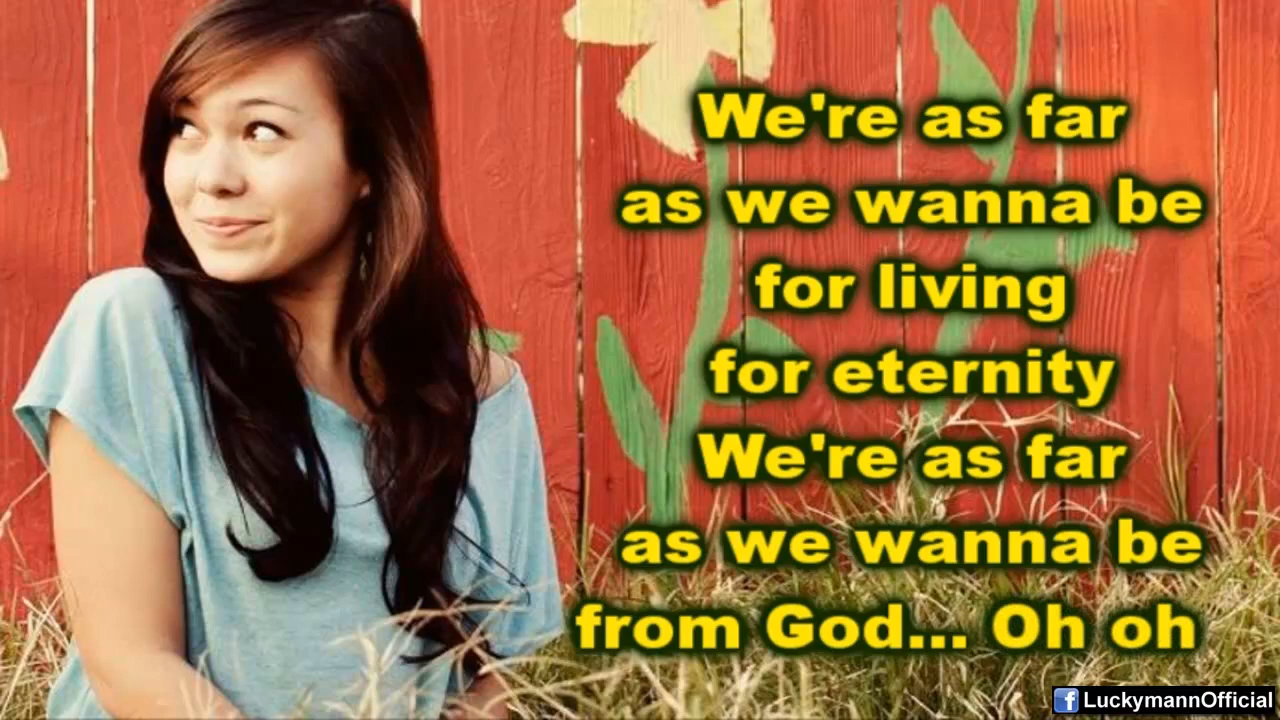 We're as far
as we wanna be
for living
for eternity
We're as far
as we wanna be
from God... Oh oh
f LuckymannOfficial